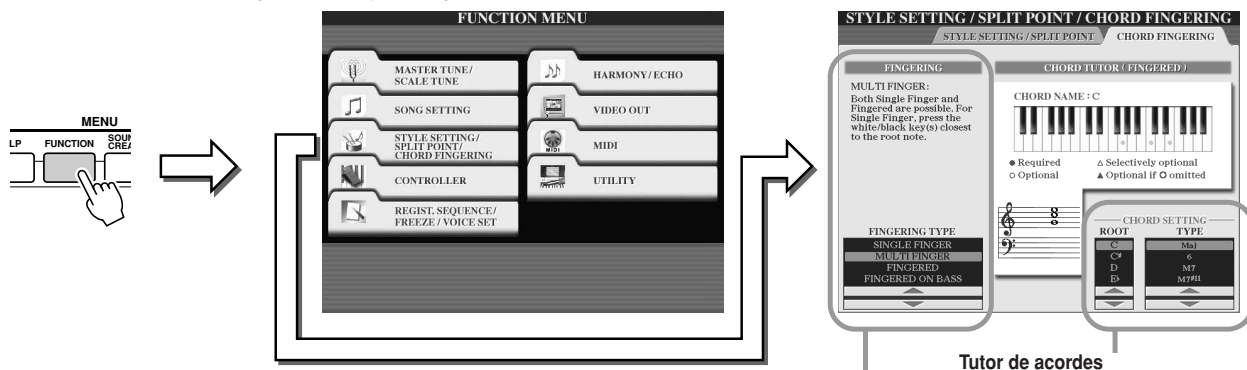 MENU
LP
FUNCTION
SOUN
CREA
FUNCTION MENU
MASTER TUNE/
SCALE TUNE
SONG SETTING
STYLE SETTING/
SPLIT POINT/
CHORD FINGERING
CONTROLLER
REGIST. SEQUENCE/
FREEZE / VOICE SET
HARMONY/ECHO
VIDEO OUT
MIDI
MIDI
UTILITY
STYLE SETTING / SPLIT POINT / CHORD FINGERING
STYLE SETTING / SPLIT POINT
CHORD FINGERING
FINGERING
MULTI FINGER:
Both Single Finger and
Fingered are possible. For
Single Finger, press the
white/black key(s) closest
to the root note.
FINGERING TYPE
SINGLE FINGER
MULTI FINGER
FINGERED
FINGERED ON BASS
CHORD TUTOR ( FINGERED )
CHORD NAME : C
● Required
△ Selectively optional
○ Optional
▲ Optional if ✪ omitted
CHORD SETTING
ROOT TYPE
C Maj
C# 6
D M7
E♭ M7#11
Tutor de acordes